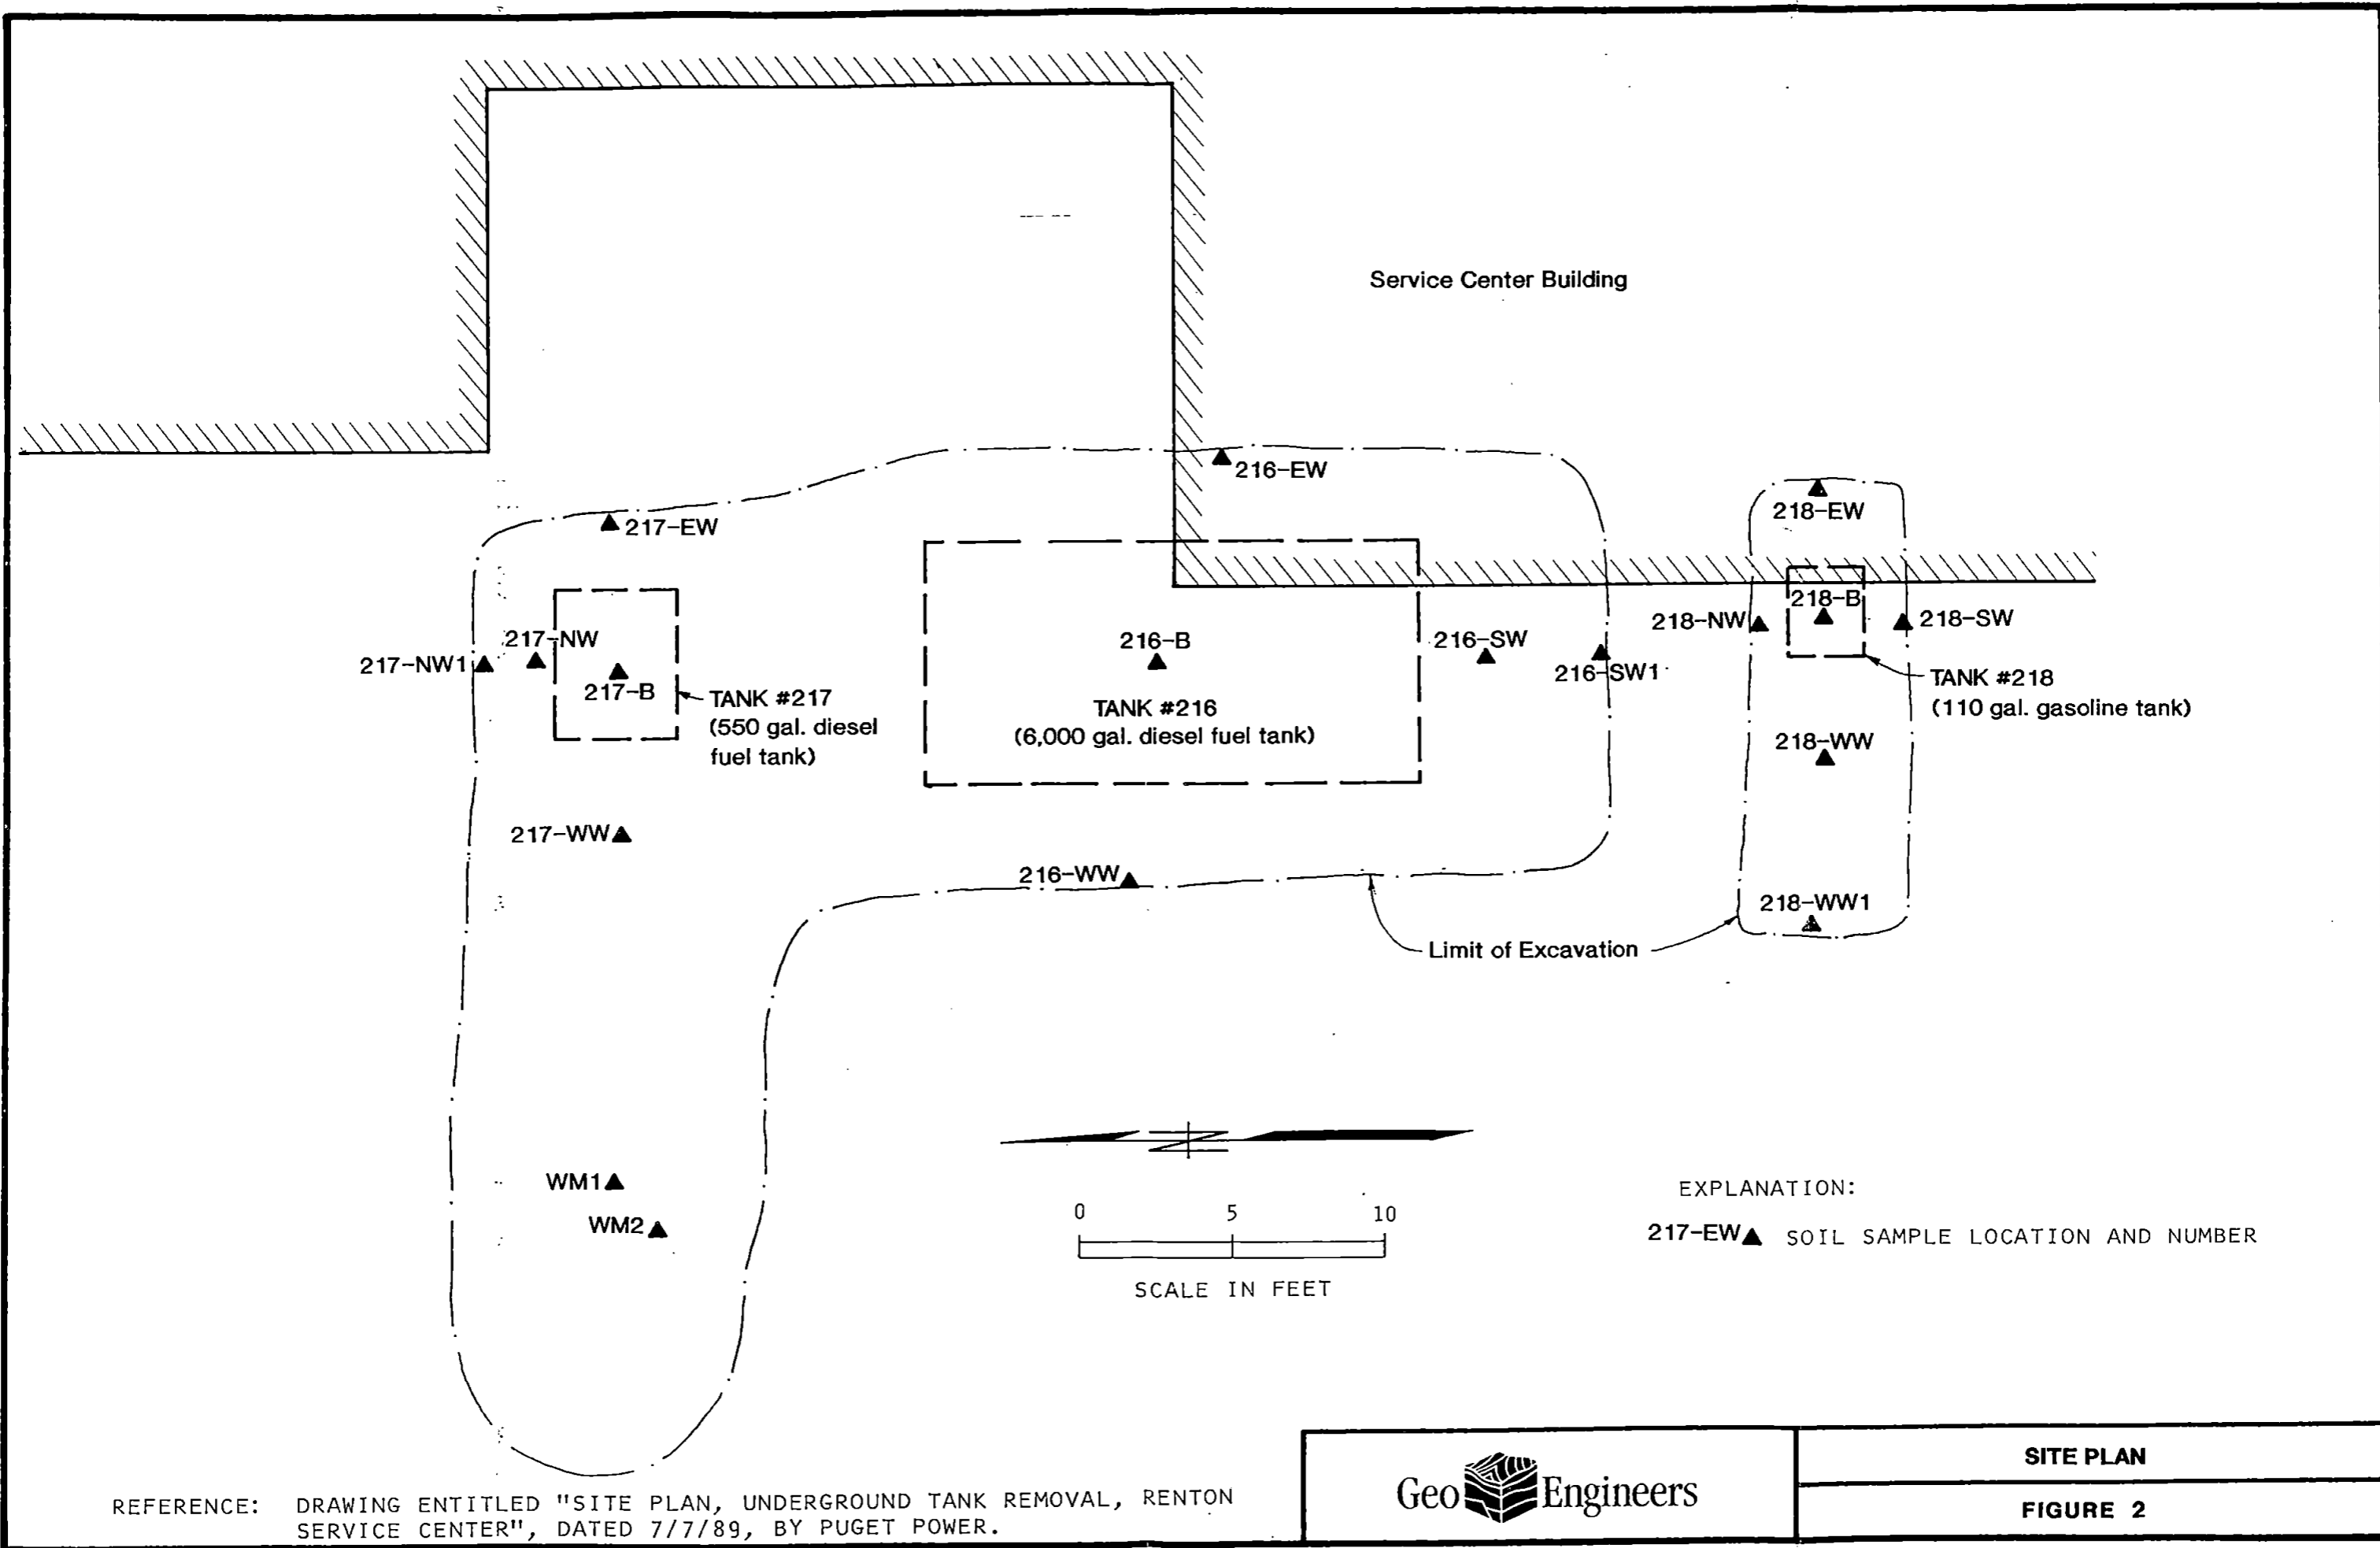 Service Center Building
216-EW
217-EW
218-EW
217-NW
217-NW1
217-B
TANK #217
(550 gal. diesel
fuel tank)
216-B
TANK #216
(6,000 gal. diesel fuel tank)
216-SW
216-SW1
218-NW
218-B
218-SW
TANK #218
(110 gal. gasoline tank)
218-WW
217-WW
216-WW
218-WW1
Limit of Excavation
N
WM1
WM2
0 5 10
SCALE IN FEET
EXPLANATION:
217-EW SOIL SAMPLE LOCATION AND NUMBER
REFERENCE: DRAWING ENTITLED "SITE PLAN, UNDERGROUND TANK REMOVAL, RENTON
SERVICE CENTER", DATED 7/7/89, BY PUGET POWER.
Geo Engineers
SITE PLAN
FIGURE 2